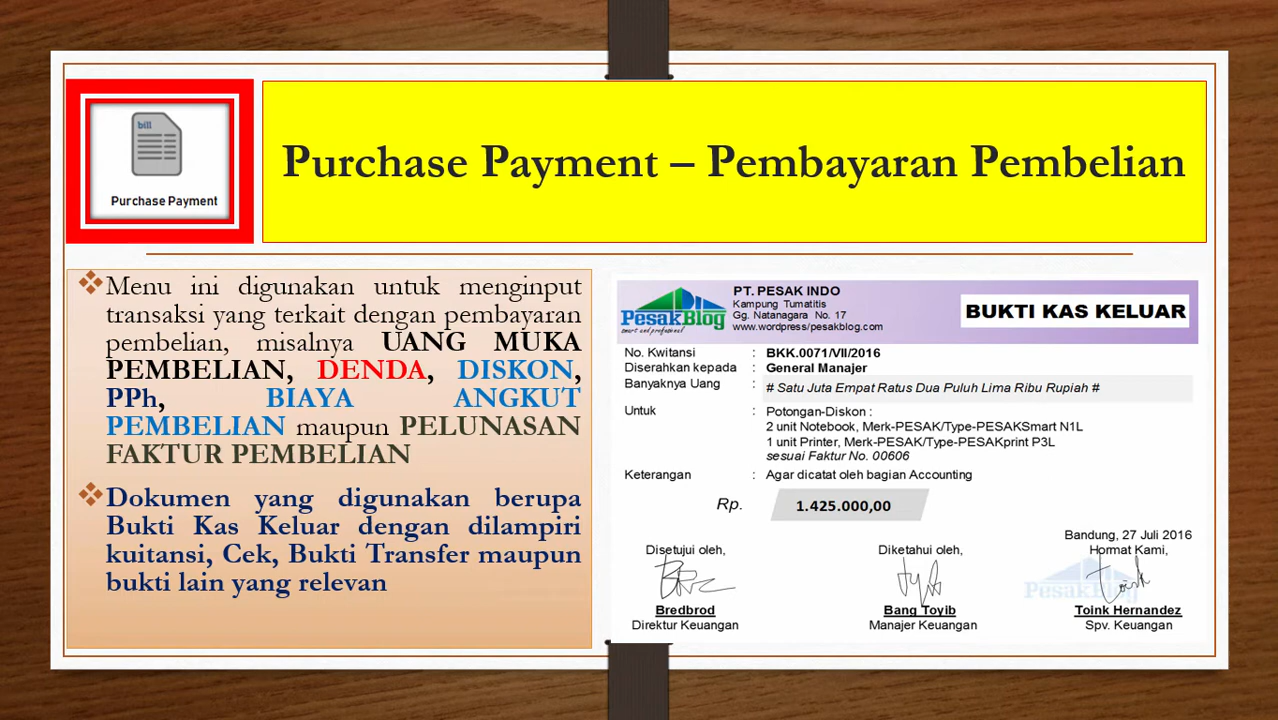 bill
Purchase Payment
Purchase Payment – Pembayaran Pembelian
Menu ini digunakan untuk menginput
transaksi yang terkait dengan pembayaran
pembelian, misalnya UANG MUKA
PEMBELIAN, DENDA, DISKON,
PPh, BIAYA ANGKUT
PEMBELIAN maupun PELUNASAN
FAKTUR PEMBELIAN
Dokumen yang digunakan berupa
Bukti Kas Keluar dengan dilampiri
kuitansi, Cek, Bukti Transfer maupun
bukti lain yang relevan
PesakBlog
smart and profesional
PT. PESAK INDO
Kampung Tumatitis
Gg. Natanagara No. 17
www.wordpress/pesakblog.com
BUKTI KAS KELUAR
No. Kwitansi : BKK.0071/VII/2016
Diserahkan kepada : General Manajer
Banyaknya Uang : # Satu Juta Empat Ratus Dua Puluh Lima Ribu Rupiah #
Untuk : Potongan-Diskon :
2 unit Notebook, Merk-PESAK/Type-PESAKSmart N1L
1 unit Printer, Merk-PESAK/Type-PESAKprint P3L
sesuai Faktur No. 00606
Keterangan : Agar dicatat oleh bagian Accounting
Rp. 1.425.000,00
Bandung, 27 Juli 2016
Disetujui oleh, Diketahui oleh, Hormat Kami,
PesakBlog
Bredbrod Bang Toyib Toink Hernandez
Direktur Keuangan Manajer Keuangan Spv. Keuangan